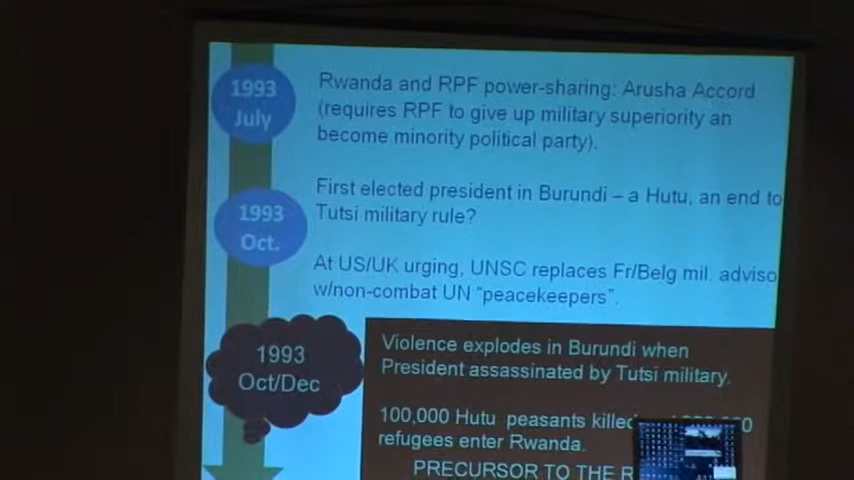 1993
July
Rwanda and RPF power-sharing: Arusha Accord
(requires RPF to give up military superiority an
become minority political party).
1993
Oct.
First elected president in Burundi – a Hutu, an end to
Tutsi military rule?
At US/UK urging, UNSC replaces Fr/Belg mil. adviso
w/non-combat UN “peacekeepers”.
1993
Oct/Dec
Violence explodes in Burundi when
President assassinated by Tutsi military.
100,000 Hutu peasants killed
refugees enter Rwanda.
PRECURSOR TO THE R